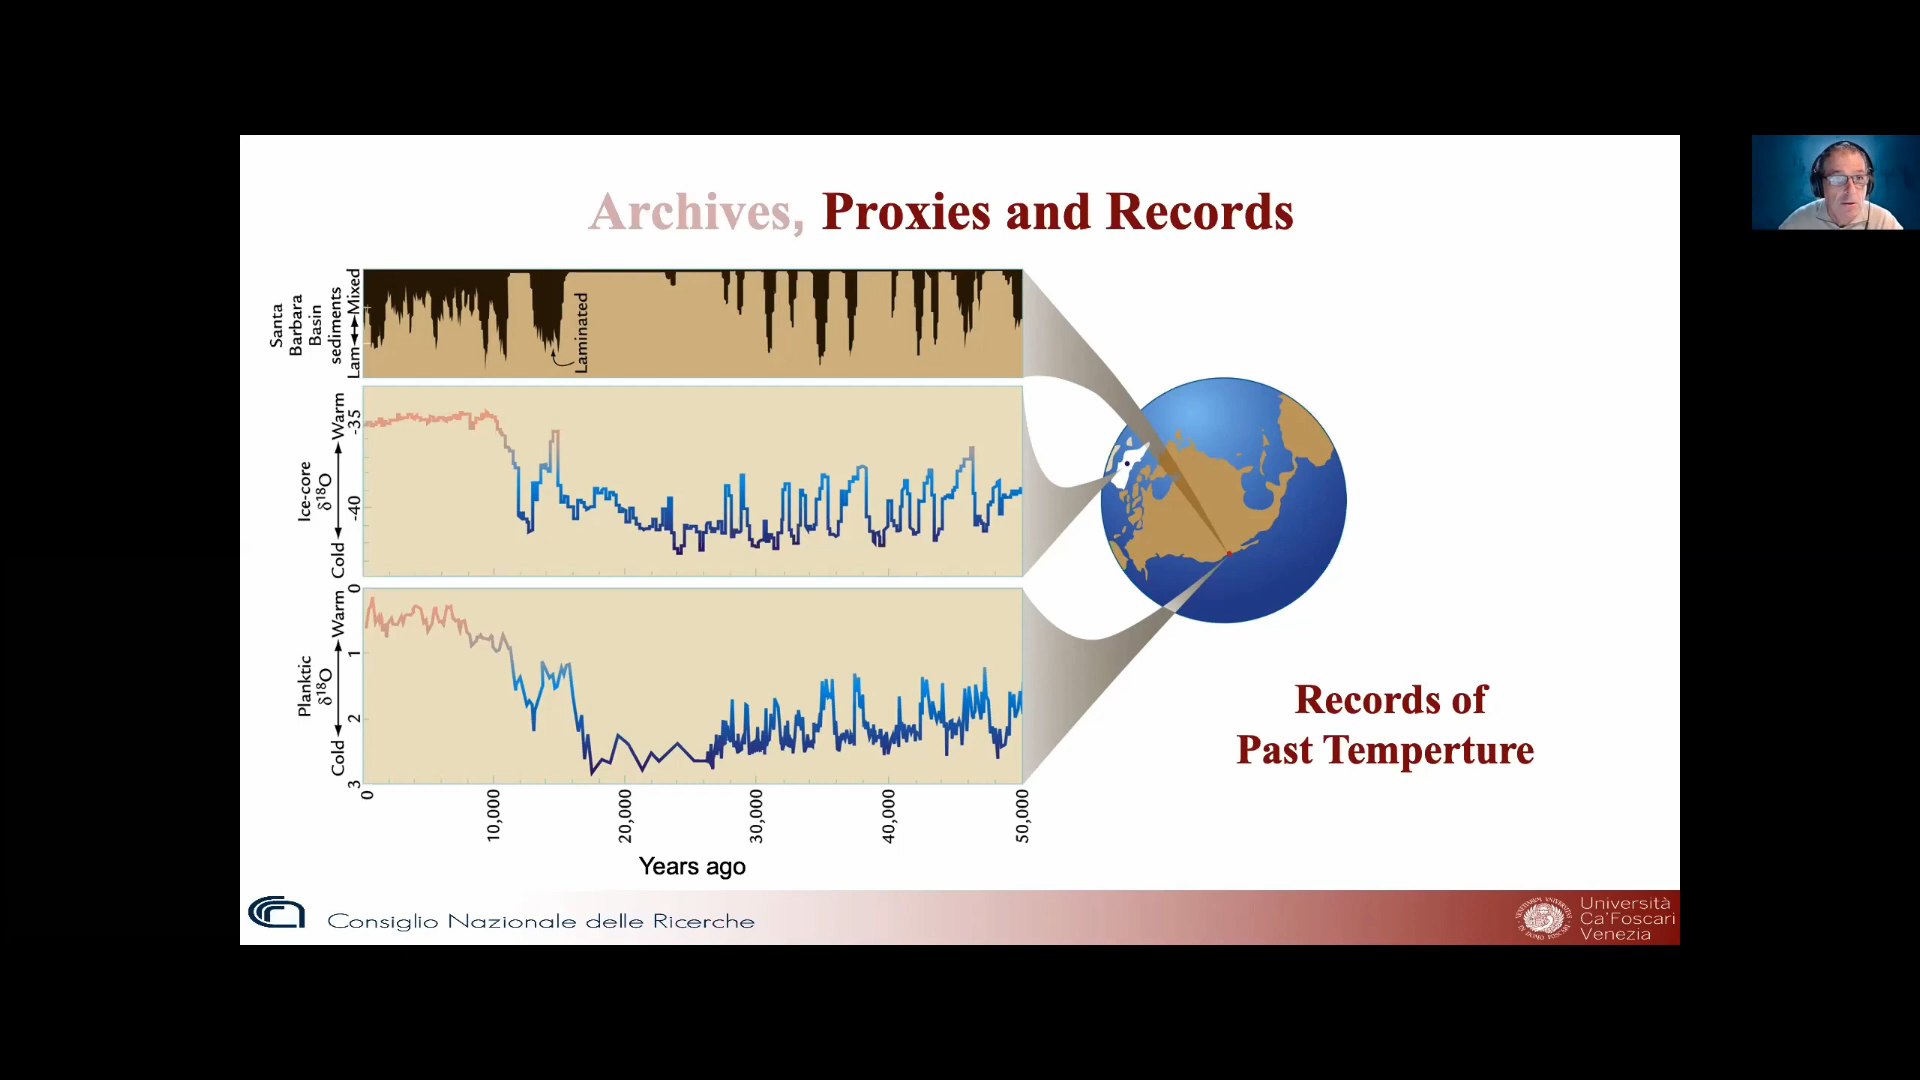 Archives, Proxies and Records
Santa
Barbara
Basin
sediments
Lam Mixed
Laminated
Ice-core
δ18O
Cold Warm
-35
-40
Planktic
δ18O
Cold Warm
0
1
2
3
0
10,000
20,000
30,000
40,000
50,000
Years ago
Records of
Past Temperture
Consiglio Nazionale delle Ricerche
Università
Ca'Foscari
Venezia